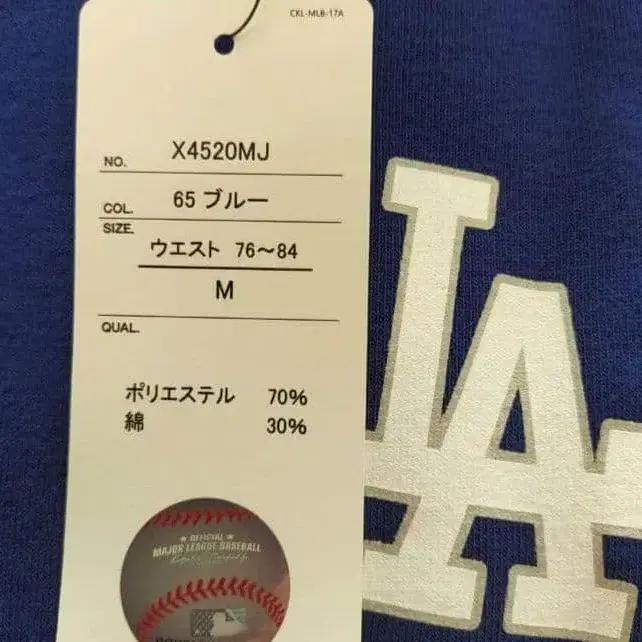 CKL-MLB-17A
NO. X4520MJ
COL. 65 ブルー
SIZE.
ウエスト 76～84
M
QUAL.
ポリエステル 70%
綿 30%
★ OFFICIAL ★
MAJOR LEAGUE BASEBALL
LA